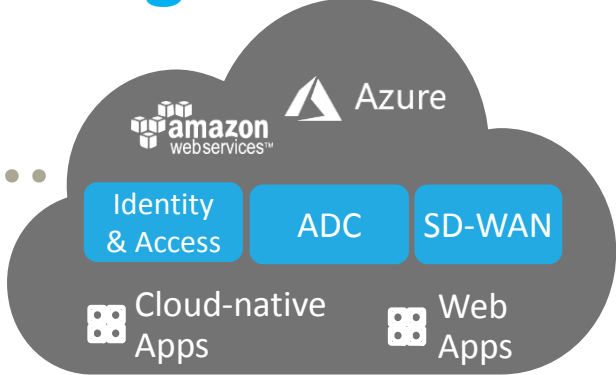 Azure
amazon
webservices™
Identity
& Access
ADC
SD-WAN
Cloud-native
Apps
Web
Apps